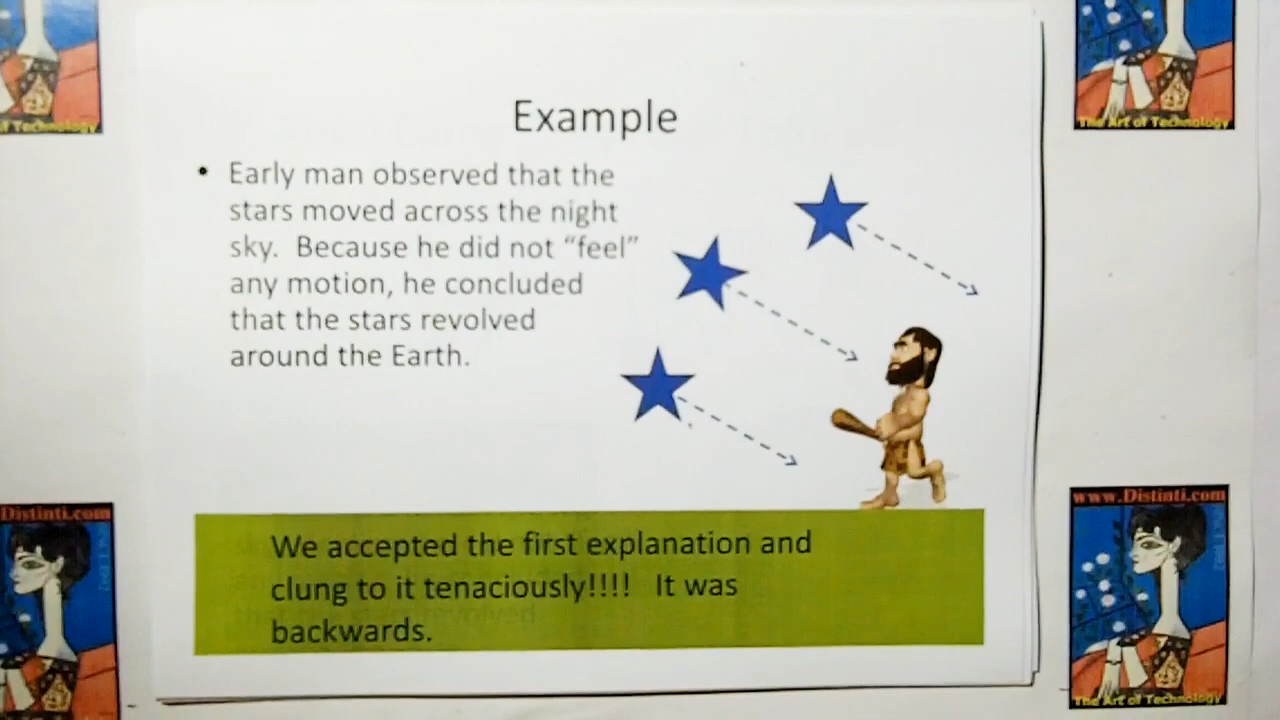 Example
• Early man observed that the
stars moved across the night
sky. Because he did not “feel”
any motion, he concluded
that the stars revolved
around the Earth.
We accepted the first explanation and
clung to it tenaciously!!!! It was
backwards.
of Technology
The Art of Technology
Distinti.com
www.Distinti.com
The Art of Technology